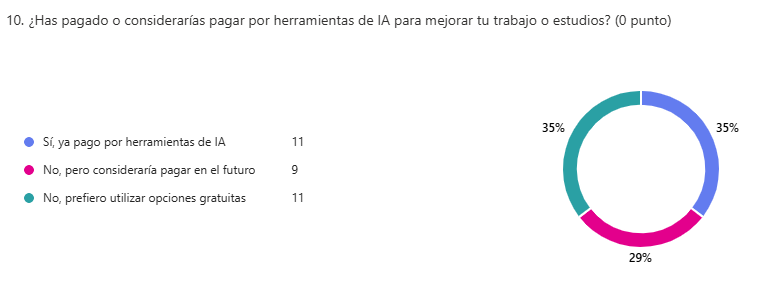 10. ¿Has pagado o considerarías pagar por herramientas de IA para mejorar tu trabajo o estudios? (0 punto)
Sí, ya pago por herramientas de IA 11
No, pero consideraría pagar en el futuro 9
No, prefiero utilizar opciones gratuitas 11
35% 35%
29%